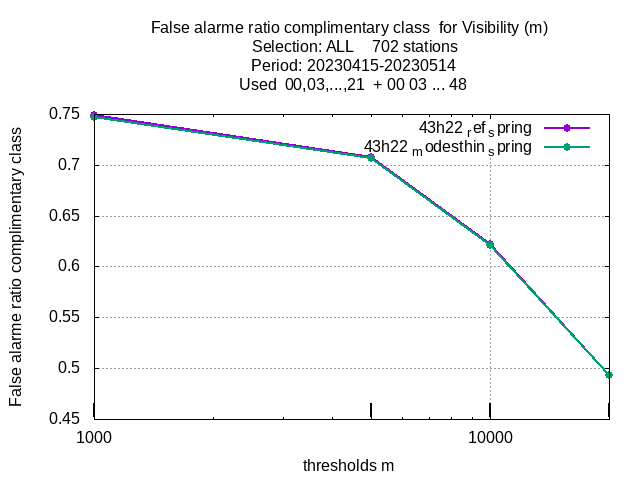 False alarme ratio complimentary class  for Visibility (m)
Selection: ALL    702 stations
Period: 20230415-20230514
Used  00,03,...,21  + 00 03 ... 48
False alarme ratio complimentary class
0.75
0.7
0.65
0.6
0.55
0.5
0.45
43h22 ref spring
43h22 modesthin spring
1000
10000
thresholds m